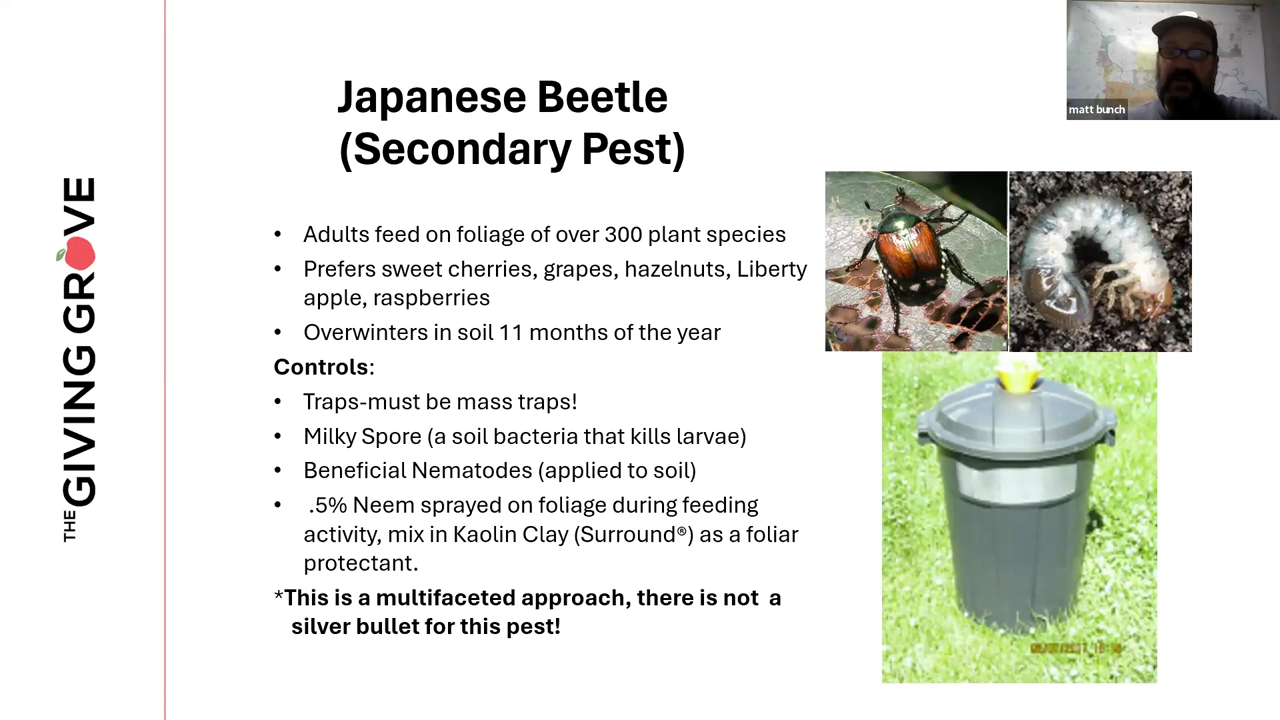 Japanese Beetle
(Secondary Pest)
matt bunch
THE GIVING GROVE
• Adults feed on foliage of over 300 plant species
• Prefers sweet cherries, grapes, hazelnuts, Liberty
apple, raspberries
• Overwinters in soil 11 months of the year
Controls:
• Traps-must be mass traps!
• Milky Spore (a soil bacteria that kills larvae)
• Beneficial Nematodes (applied to soil)
• .5% Neem sprayed on foliage during feeding
activity, mix in Kaolin Clay (Surround®) as a foliar
protectant.
*This is a multifaceted approach, there is not a
silver bullet for this pest!